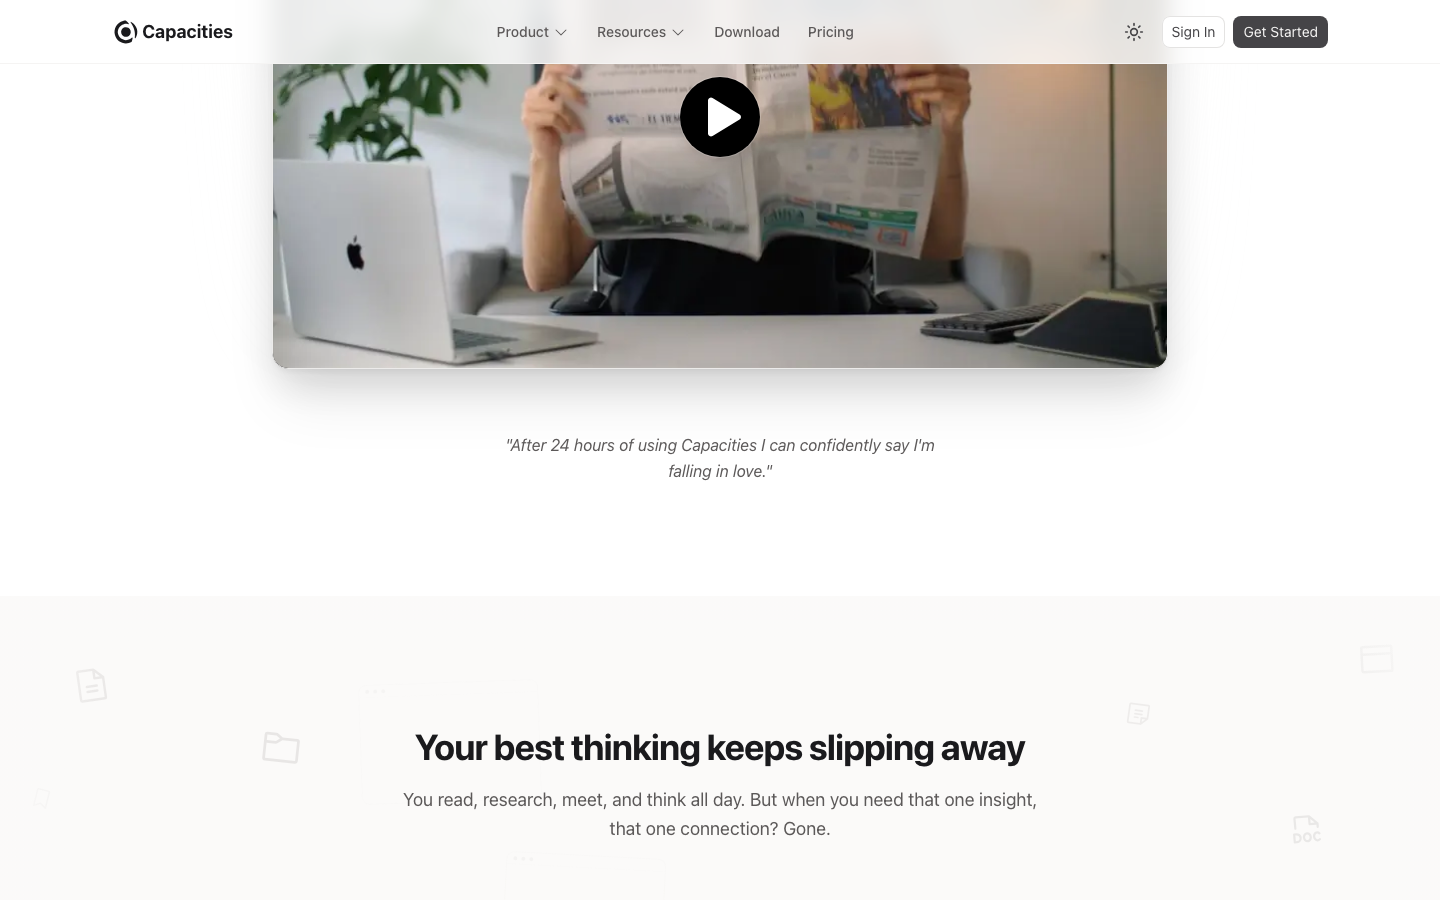 Capacities
Product
Resources
Download
Pricing
Sign In
Get Started
"After 24 hours of using Capacities I can confidently say I'm
falling in love."
Your best thinking keeps slipping away
You read, research, meet, and think all day. But when you need that one insight,
that one connection? Gone.
DOC